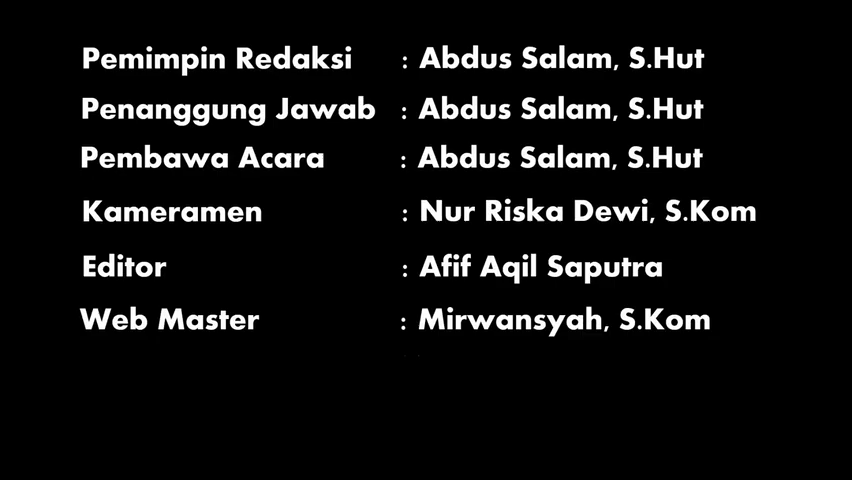 Pemimpin Redaksi : Abdus Salam, S.Hut
Penanggung Jawab : Abdus Salam, S.Hut
Pembawa Acara : Abdus Salam, S.Hut
Kameramen : Nur Riska Dewi, S.Kom
Editor : Afif Aqil Saputra
Web Master : Mirwansyah, S.Kom